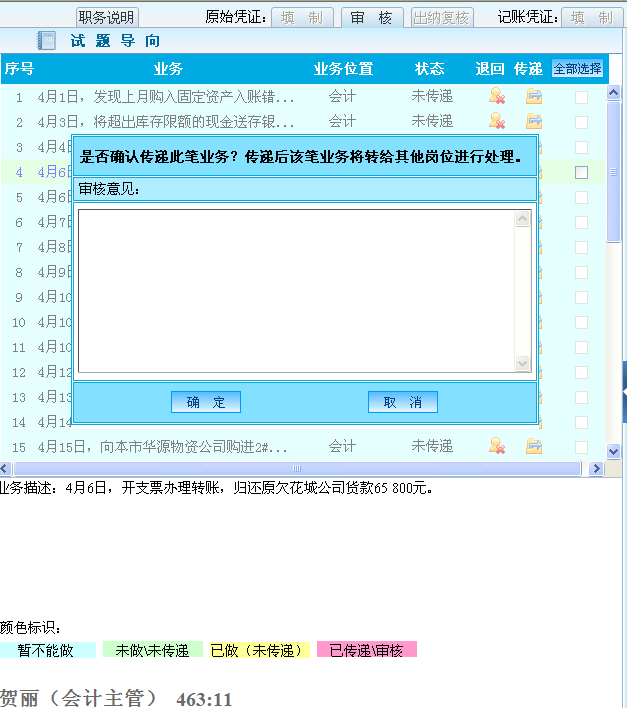 职务说明 原始凭证: 填 制 审 核 出纳复核 记账凭证: 填 制
试 题 导 向
序号 业务 业务位置 状态 退回 传递 全部选择
1 4月1日，发现上月购入固定资产入账错... 会计 未传递
2 4月3日，将超出库存限额的现金送存银... 会计 未传递
3 4月4日
是否确认传递此笔业务？传递后该笔业务将转给其他岗位进行处理。
4 4月6日
审核意见:
5 4月6日
6 4月7日
7 4月8日
8 4月9日
9 4月10
10 4月10
11 4月10
12 4月12
13 4月13
确 定 取 消
14 4月14
15 4月15日，向本市华源物资公司购进2#... 会计 未传递
业务描述: 4月6日，开支票办理转账，归还原欠花城公司货款65 800元。
颜色标识:
暂不能做 未做\未传递 已做（未传递） 已传递\审核
贺丽（会计主管） 463:11